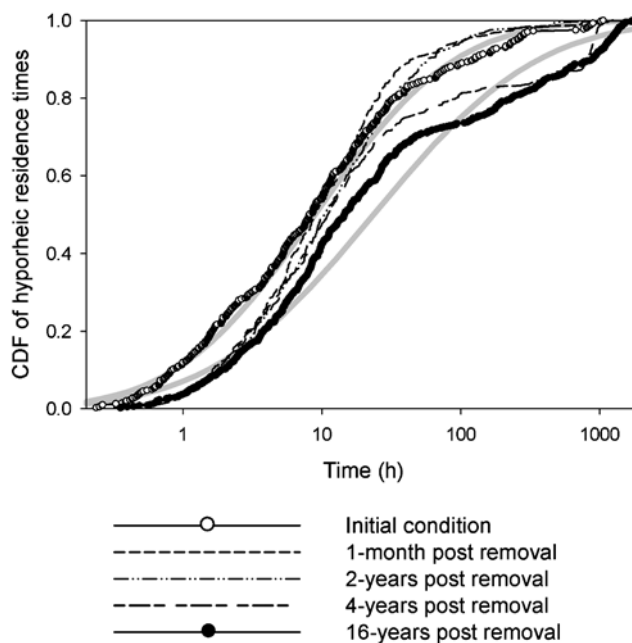 1.0
0.8
0.6
0.4
0.2
0.0
CDF of hyporheic residence times
1 10 100 1000
Time (h)
Initial condition
1-month post removal
2-years post removal
4-years post removal
16-years post removal